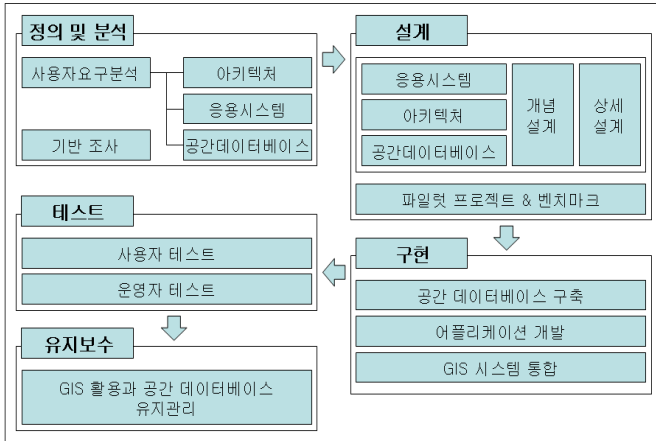 정의 및 분석
사용자요구분석
아키텍처
응용시스템
기반 조사
공간데이터베이스
설계
응용시스템
아키텍처
공간데이터베이스
개념
설계
상세
설계
파일럿 프로젝트 & 벤치마크
구현
공간 데이터베이스 구축
어플리케이션 개발
GIS 시스템 통합
테스트
사용자 테스트
운영자 테스트
유지보수
GIS 활용과 공간 데이터베이스
유지관리